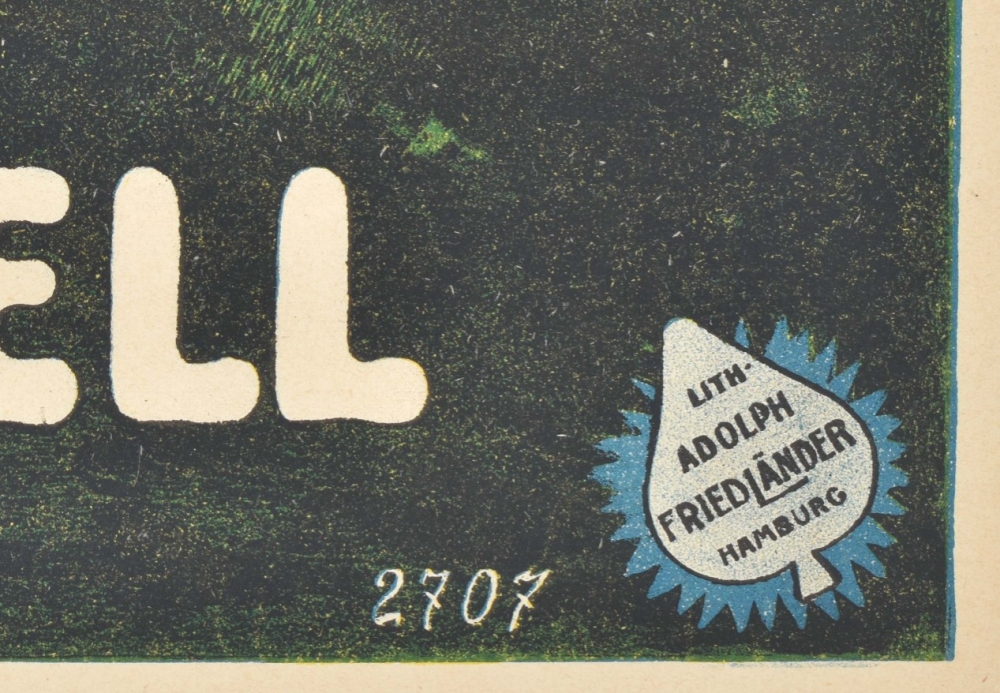 ELL
LITH.
ADOLPH
FRIEDLÄNDER
HAMBURG
2707